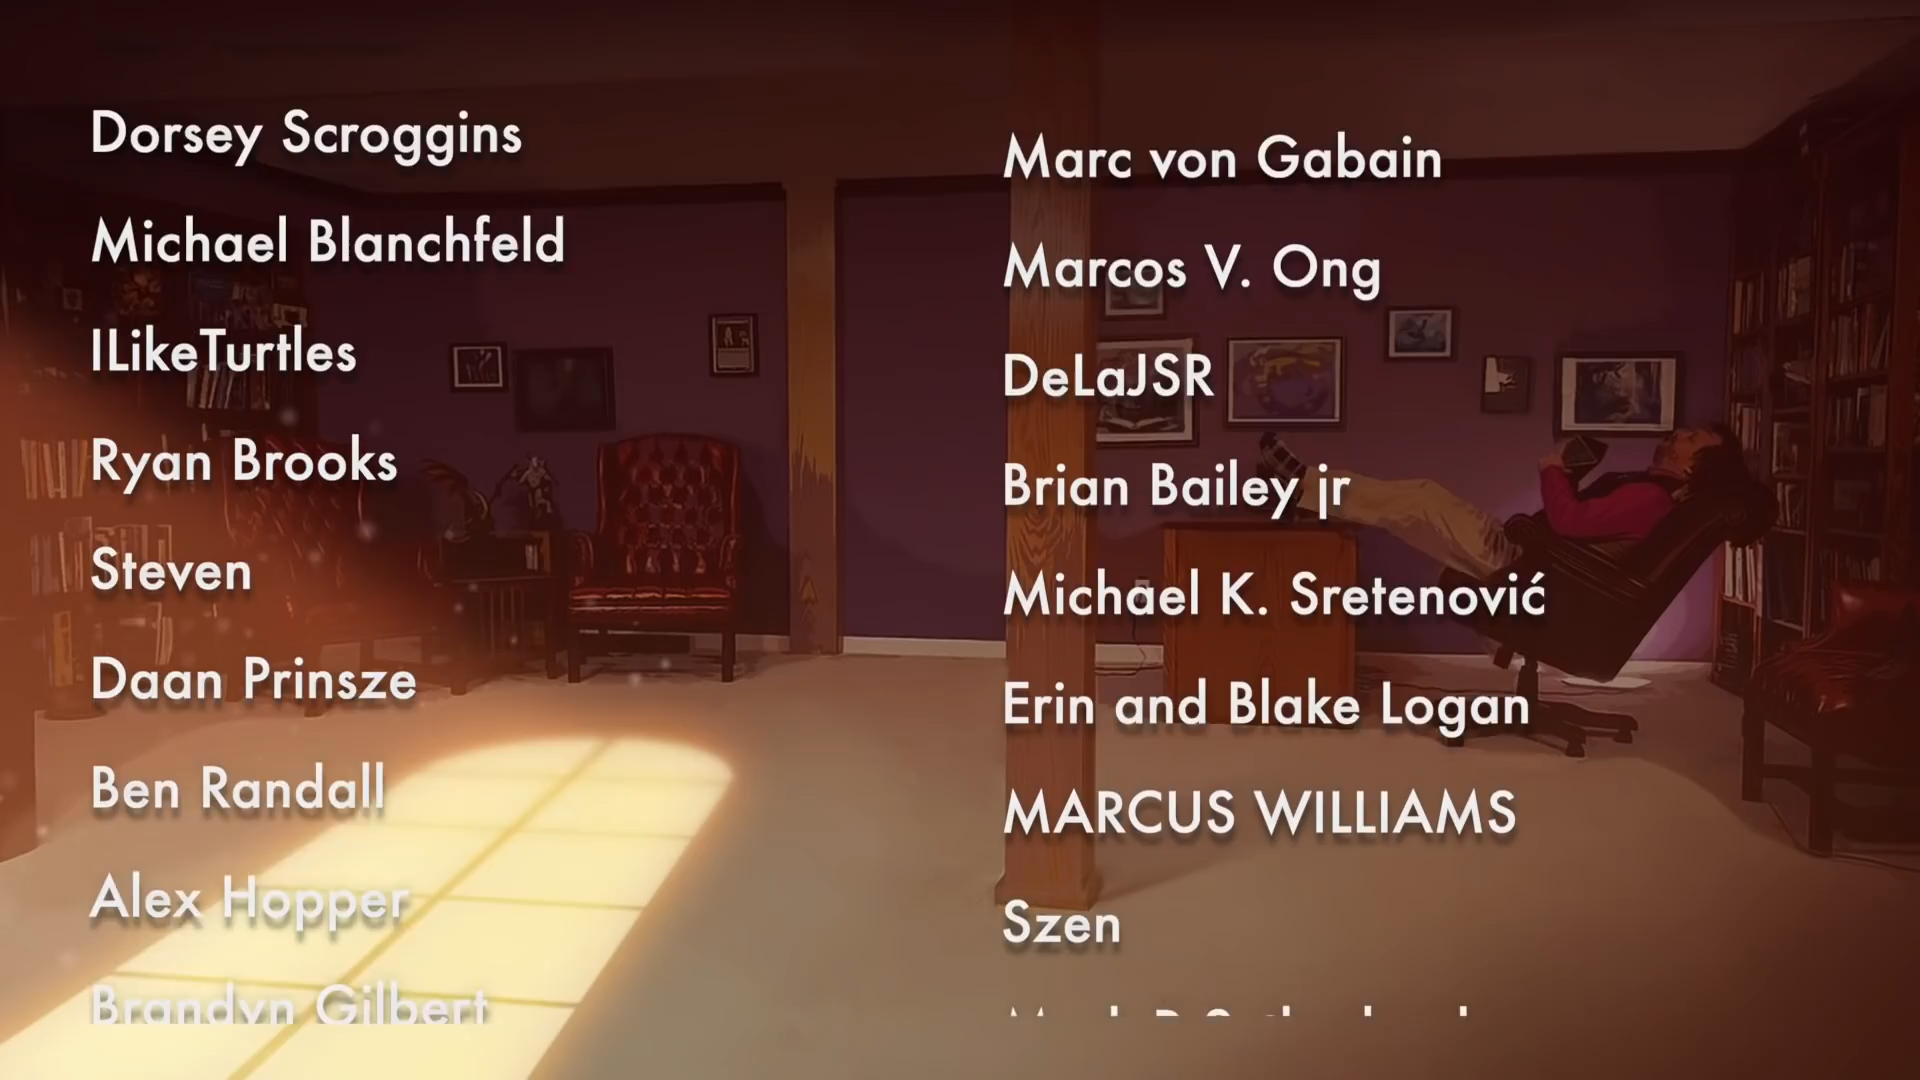 Dorsey Scroggins
Michael Blanchfeld
ILikeTurtles
Ryan Brooks
Steven
Daan Prinsze
Ben Randall
Alex Hopper
Brandyn Gilbert
Marc von Gabain
Marcos V. Ong
DeLaJSR
Brian Bailey jr
Michael K. Sretenović
Erin and Blake Logan
MARCUS WILLIAMS
Szen